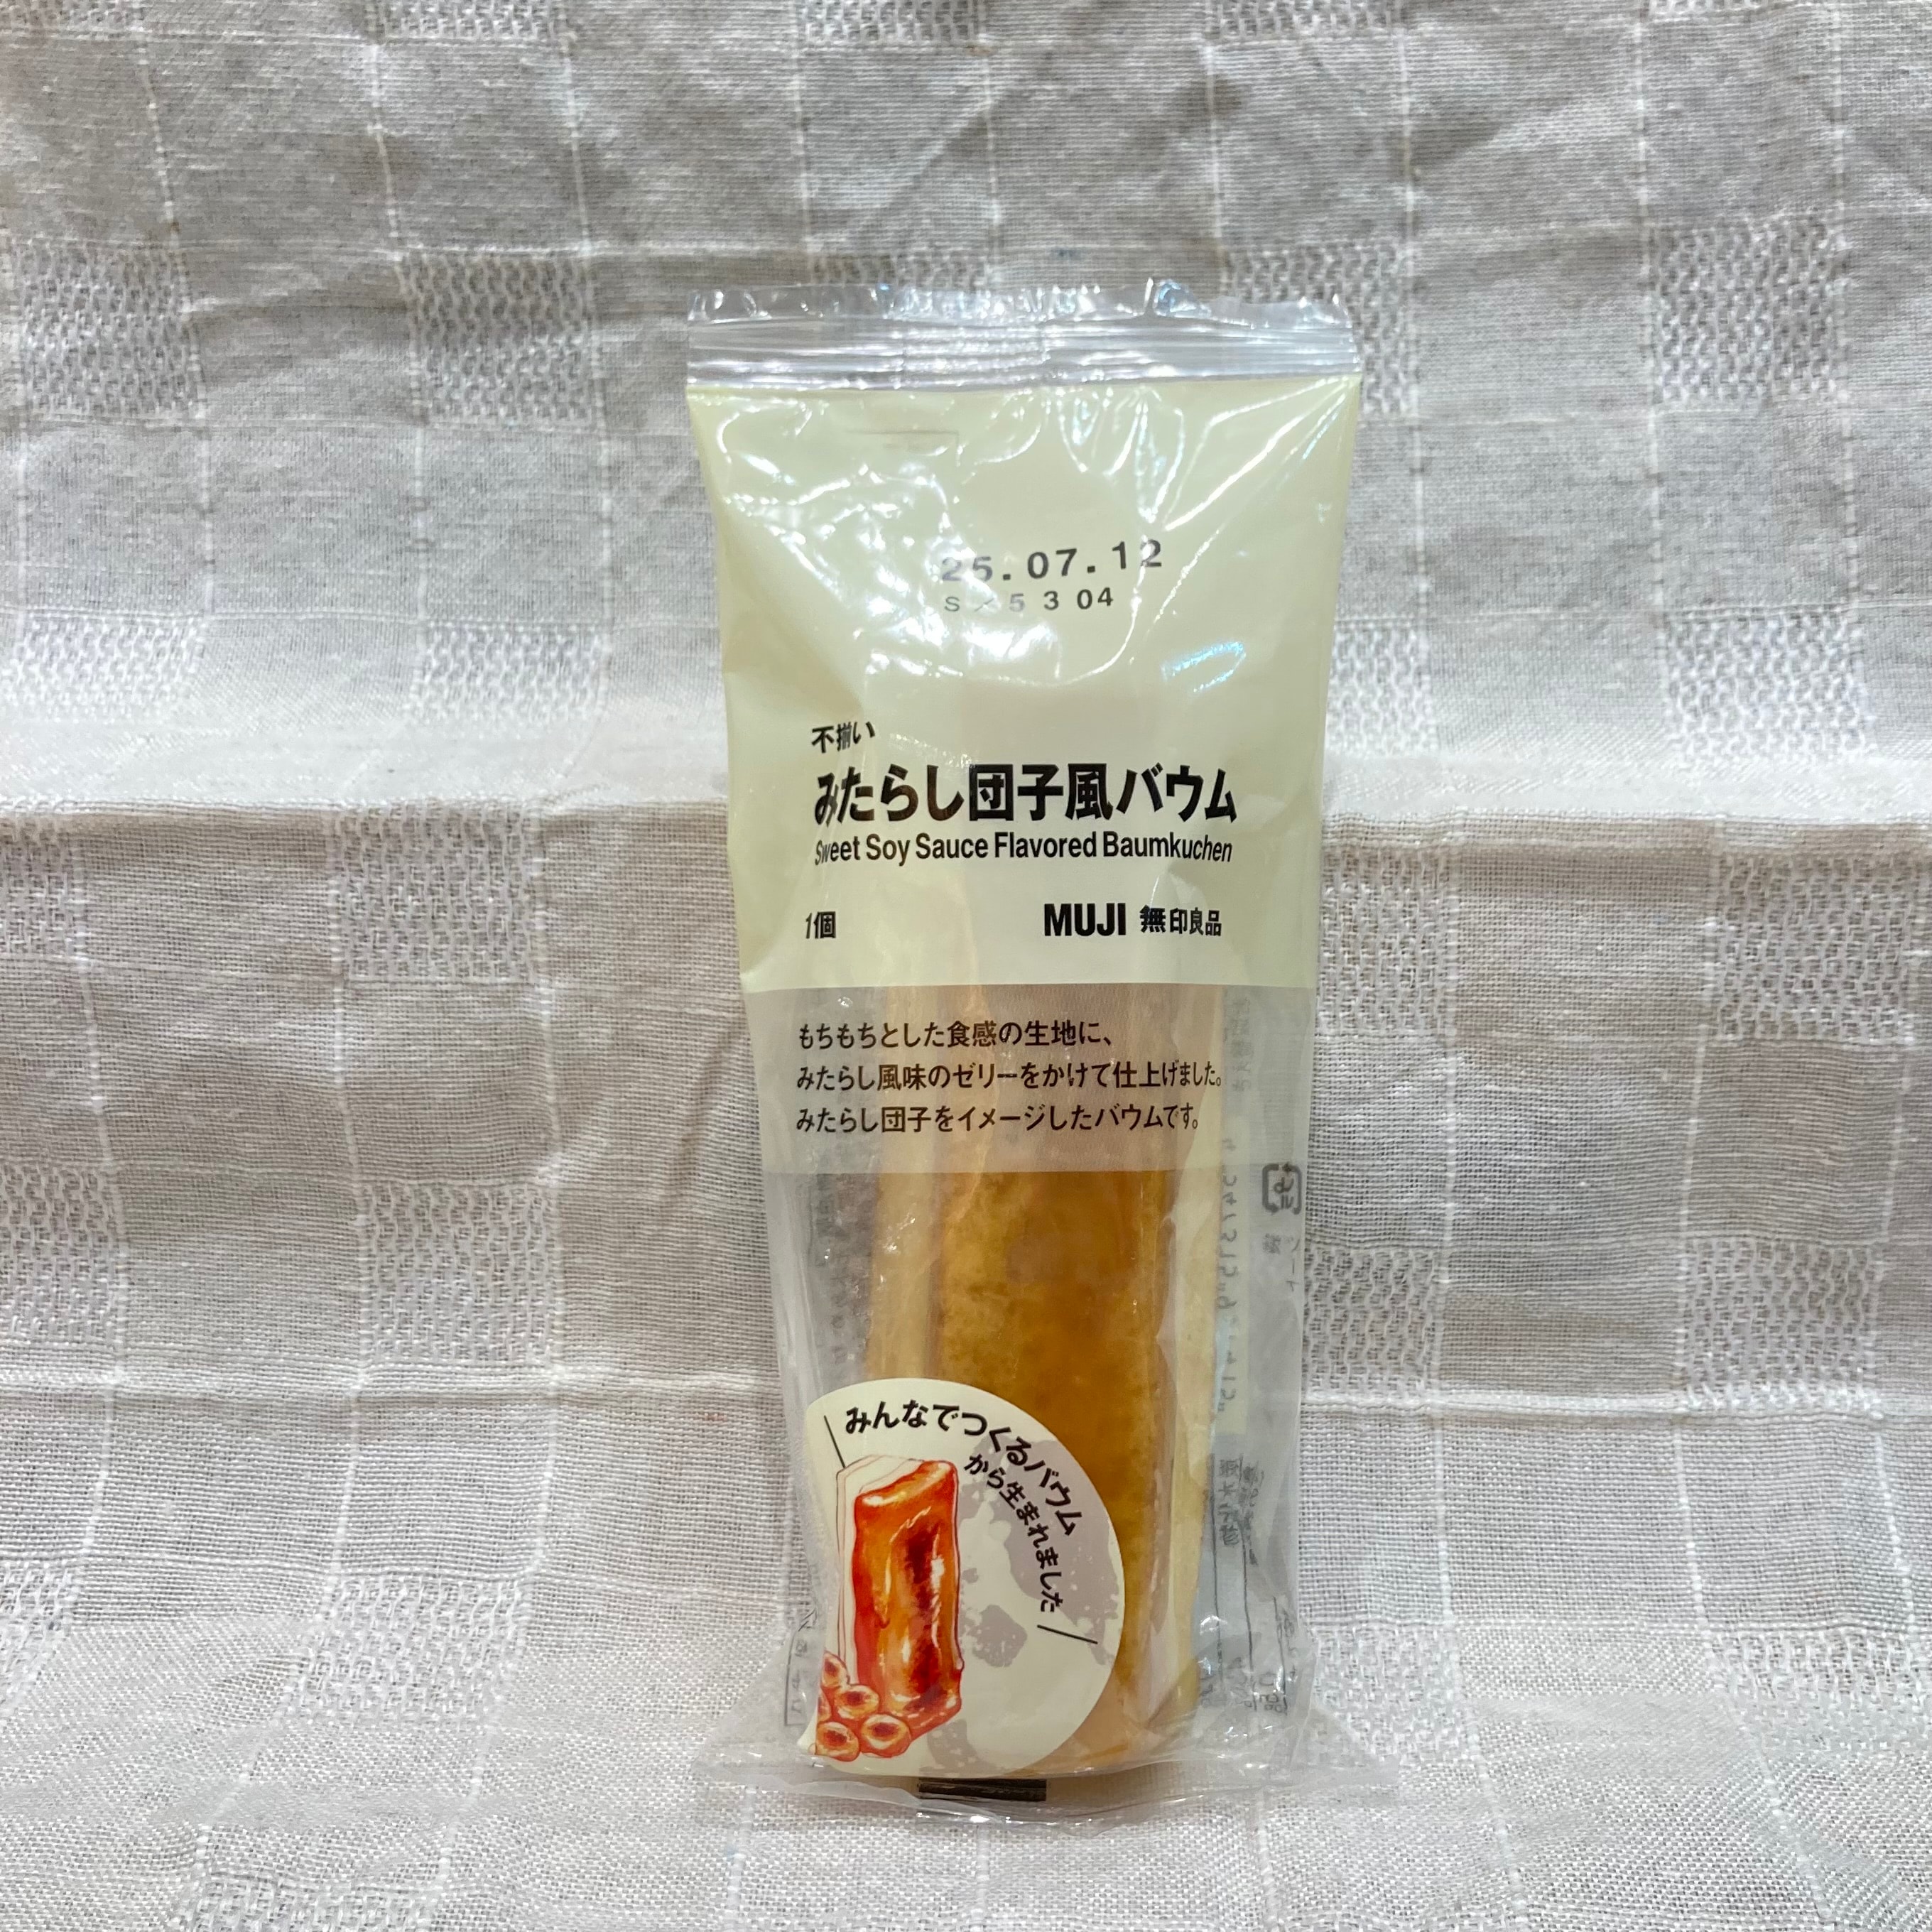 25.07.12
不揃い
みたらし団子風バウム
Sweet Soy Sauce Flavored Baumkuchen
1個
MUJI 無印良品
もちもちとした食感の生地に、
みたらし風味のゼリーをかけて仕上げました。
みたらし団子をイメージしたバウムです。
みんなでつくるバウム
から生まれました